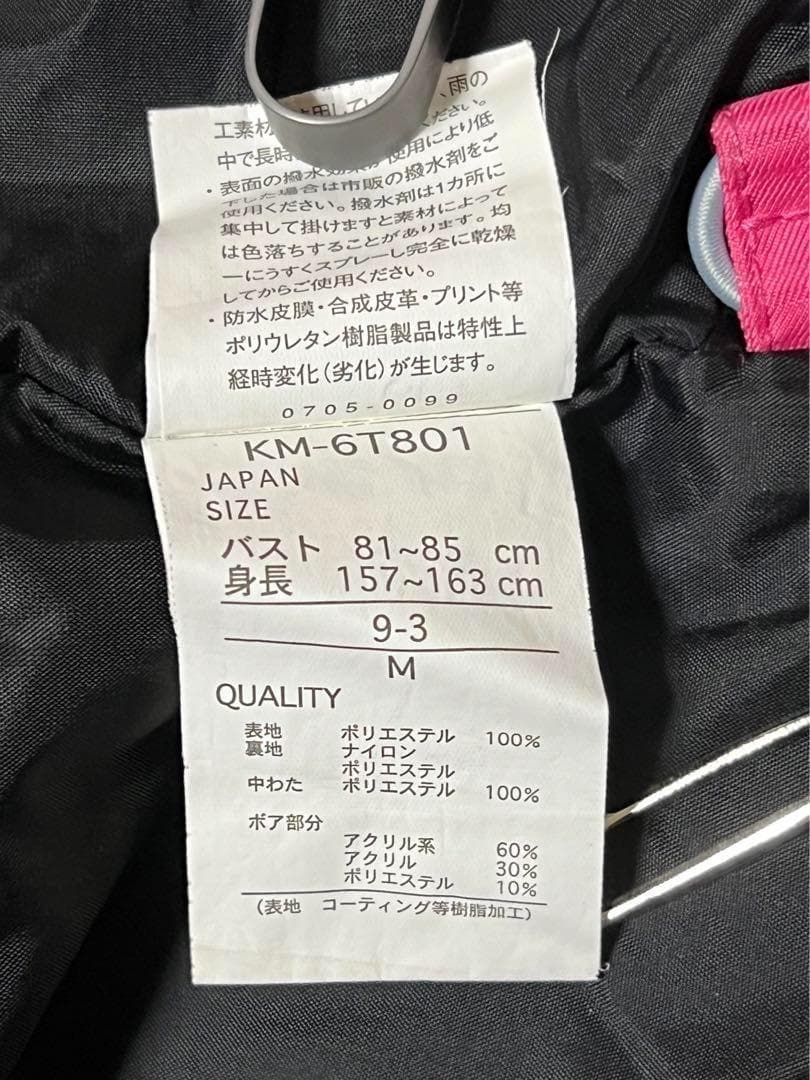 工素材 使用してい 、雨の
中で長時 ください。
・表面の撥水効果が使用により低
下した場合は市販の撥水剤をご
使用ください。撥水剤は1カ所に
集中して掛けますと素材によって
は色落ちすることがあります。均
一にうすくスプレーし完全に乾燥
してからご使用ください。
・防水皮膜・合成皮革・プリント等
ポリウレタン樹脂製品は特性上
経時変化(劣化)が生じます。
0705-0099
KM-6T801
JAPAN
SIZE
バスト 81~85 cm
身長 157~163 cm
9-3
M
QUALITY
表地 ポリエステル 100%
裏地 ナイロン
ポリエステル
中わた ポリエステル 100%
ボア部分
アクリル系 60%
アクリル 30%
ポリエステル 10%
(表地 コーティング等樹脂加工)